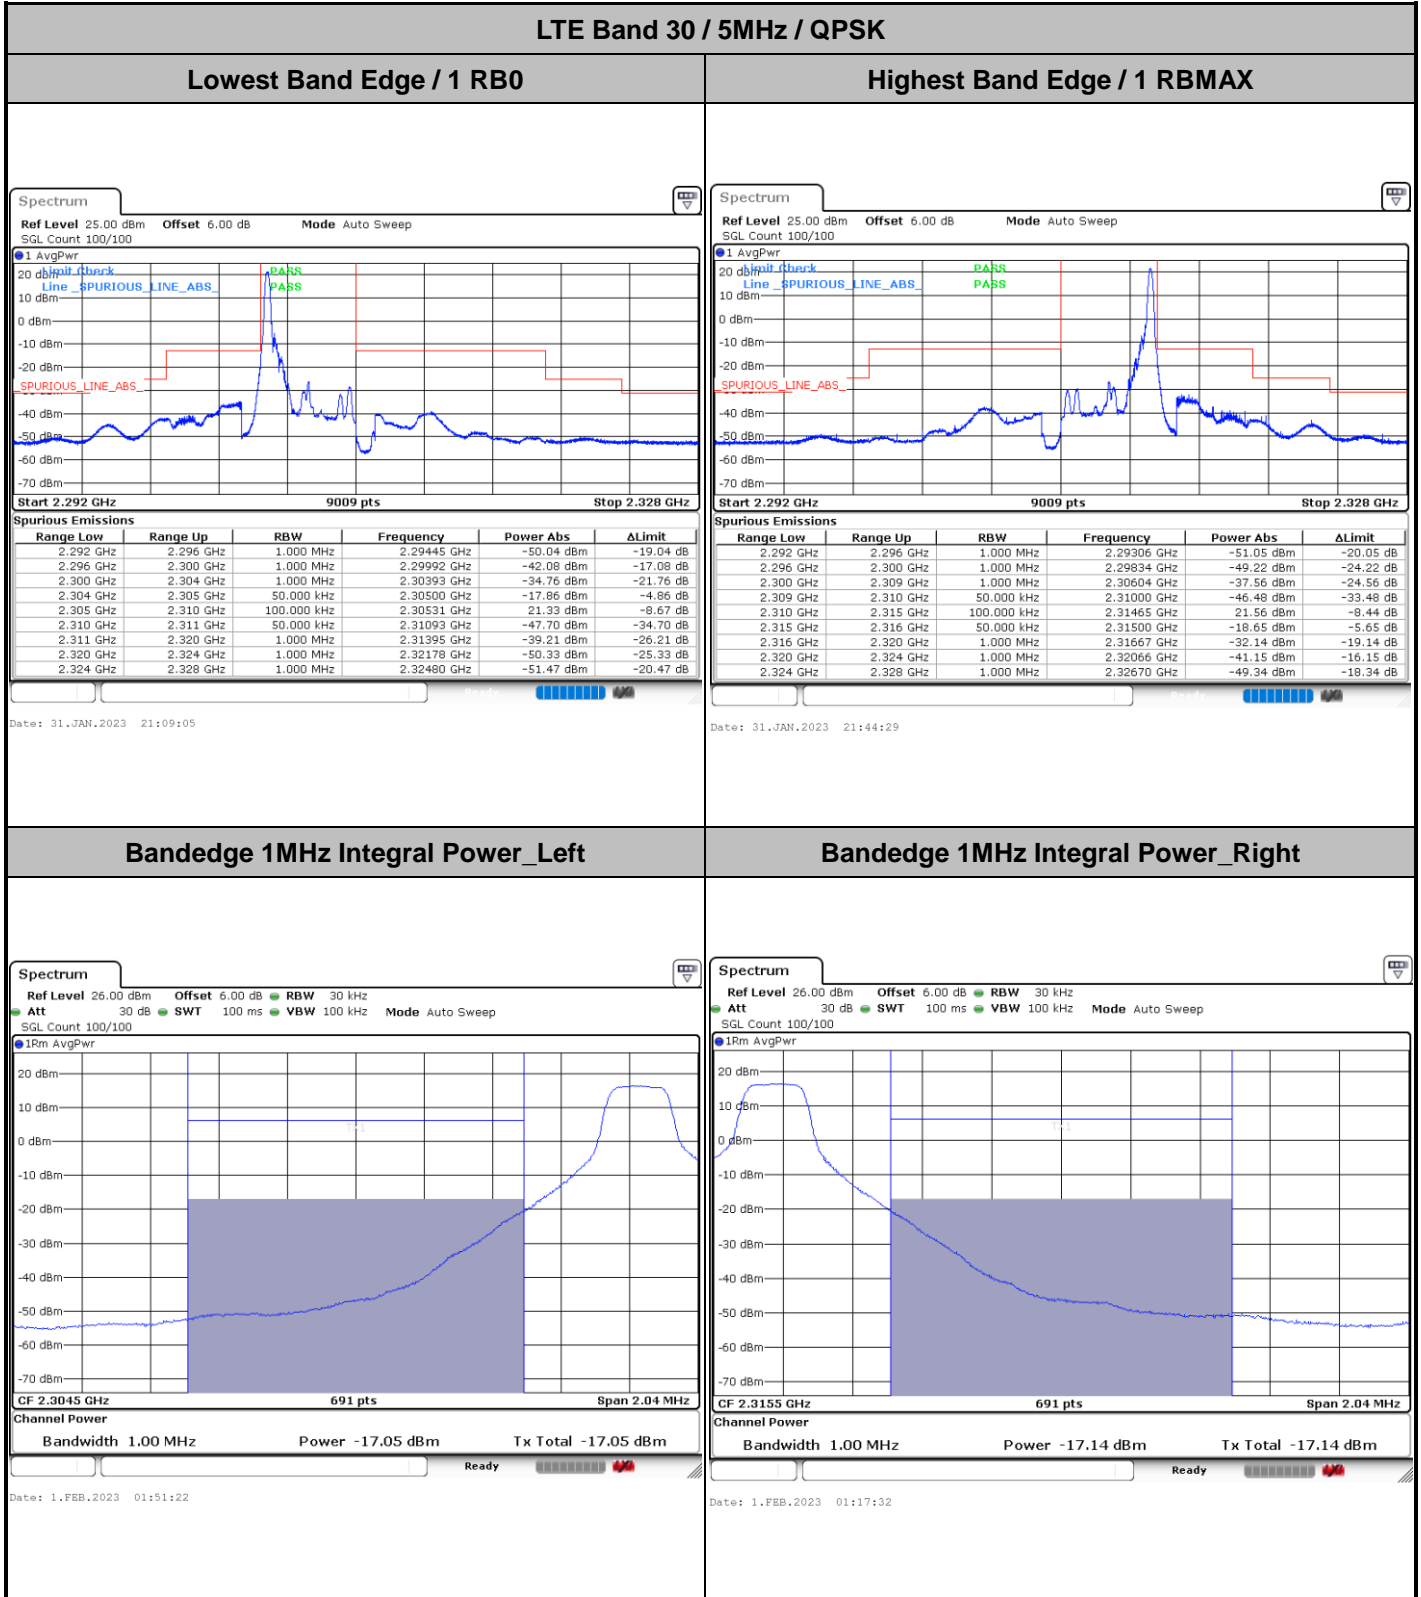 LTE Band 30 / 5MHz / QPSK
Lowest Band Edge / 1 RB0
Highest Band Edge / 1 RBMAX
Spectrum
Ref Level 25.00 dBm Offset 6.00 dB Mode Auto Sweep
SGL Count 100/100
1 AvgPwr
Limit Check PASS
Line _SPURIOUS_LINE_ABS_ PASS
20 dBm
10 dBm
0 dBm
-10 dBm
-20 dBm
_SPURIOUS_LINE_ABS_
-40 dBm
-50 dBm
-60 dBm
-70 dBm
Start 2.292 GHz 9009 pts Stop 2.328 GHz
Spurious Emissions
Range Low Range Up RBW Frequency Power Abs ΔLimit
2.292 GHz 2.296 GHz 1.000 MHz 2.29445 GHz -50.04 dBm -19.04 dB
2.296 GHz 2.300 GHz 1.000 MHz 2.29992 GHz -42.08 dBm -17.08 dB
2.300 GHz 2.304 GHz 1.000 MHz 2.30393 GHz -34.76 dBm -21.76 dB
2.304 GHz 2.305 GHz 50.000 kHz 2.30500 GHz -17.86 dBm -4.86 dB
2.305 GHz 2.310 GHz 100.000 kHz 2.30531 GHz 21.33 dBm -8.67 dB
2.310 GHz 2.311 GHz 50.000 kHz 2.31093 GHz -47.70 dBm -34.70 dB
2.311 GHz 2.320 GHz 1.000 MHz 2.31395 GHz -39.21 dBm -26.21 dB
2.320 GHz 2.324 GHz 1.000 MHz 2.32178 GHz -50.33 dBm -25.33 dB
2.324 GHz 2.328 GHz 1.000 MHz 2.32480 GHz -51.47 dBm -20.47 dB
Ready
Date: 31.JAN.2023 21:09:05
Spectrum
Ref Level 25.00 dBm Offset 6.00 dB Mode Auto Sweep
SGL Count 100/100
1 AvgPwr
Limit Check PASS
Line _SPURIOUS_LINE_ABS_ PASS
20 dBm
10 dBm
0 dBm
-10 dBm
-20 dBm
_SPURIOUS_LINE_ABS_
-40 dBm
-50 dBm
-60 dBm
-70 dBm
Start 2.292 GHz 9009 pts Stop 2.328 GHz
Spurious Emissions
Range Low Range Up RBW Frequency Power Abs ΔLimit
2.292 GHz 2.296 GHz 1.000 MHz 2.29306 GHz -51.05 dBm -20.05 dB
2.296 GHz 2.300 GHz 1.000 MHz 2.29834 GHz -49.22 dBm -24.22 dB
2.300 GHz 2.309 GHz 1.000 MHz 2.30604 GHz -37.56 dBm -24.56 dB
2.309 GHz 2.310 GHz 50.000 kHz 2.31000 GHz -46.48 dBm -33.48 dB
2.310 GHz 2.315 GHz 100.000 kHz 2.31465 GHz 21.56 dBm -8.44 dB
2.315 GHz 2.316 GHz 50.000 kHz 2.31500 GHz -18.65 dBm -5.65 dB
2.316 GHz 2.320 GHz 1.000 MHz 2.31667 GHz -32.14 dBm -19.14 dB
2.320 GHz 2.324 GHz 1.000 MHz 2.32066 GHz -41.15 dBm -16.15 dB
2.324 GHz 2.328 GHz 1.000 MHz 2.32670 GHz -49.34 dBm -18.34 dB
Ready
Date: 31.JAN.2023 21:44:29
Bandedge 1MHz Integral Power_Left
Bandedge 1MHz Integral Power_Right
Spectrum
Ref Level 26.00 dBm Offset 6.00 dB RBW 30 kHz
Att 30 dB SWT 100 ms VBW 100 kHz Mode Auto Sweep
SGL Count 100/100
1Rm AvgPwr
20 dBm
10 dBm
TX1
0 dBm
-10 dBm
-20 dBm
-30 dBm
-40 dBm
-50 dBm
-60 dBm
-70 dBm
CF 2.3045 GHz 691 pts Span 2.04 MHz
Channel Power
Bandwidth 1.00 MHz Power -17.05 dBm Tx Total -17.05 dBm
Ready
Date: 1.FEB.2023 01:51:22
Spectrum
Ref Level 26.00 dBm Offset 6.00 dB RBW 30 kHz
Att 30 dB SWT 100 ms VBW 100 kHz Mode Auto Sweep
SGL Count 100/100
1Rm AvgPwr
20 dBm
10 dBm
TX1
0 dBm
-10 dBm
-20 dBm
-30 dBm
-40 dBm
-50 dBm
-60 dBm
-70 dBm
CF 2.3155 GHz 691 pts Span 2.04 MHz
Channel Power
Bandwidth 1.00 MHz Power -17.14 dBm Tx Total -17.14 dBm
Ready
Date: 1.FEB.2023 01:17:32